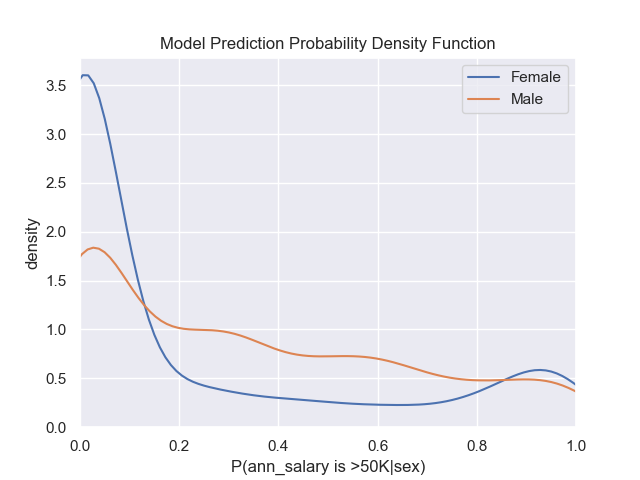 Model Prediction Probability Density Function
Female
Male
density
3.5
3.0
2.5
2.0
1.5
1.0
0.5
0.0
0.0 0.2 0.4 0.6 0.8 1.0
P(ann_salary is >50K|sex)